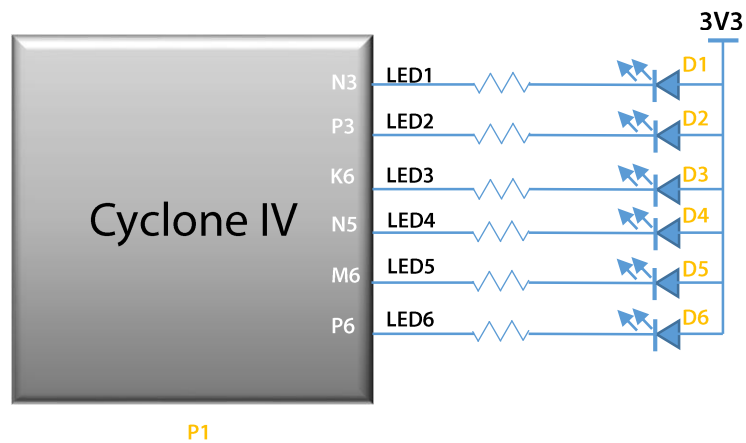 3V3
N3 LED1 D1
P3 LED2 D2
K6 LED3 D3
Cyclone IV
N5 LED4 D4
M6 LED5 D5
P6 LED6 D6
P1